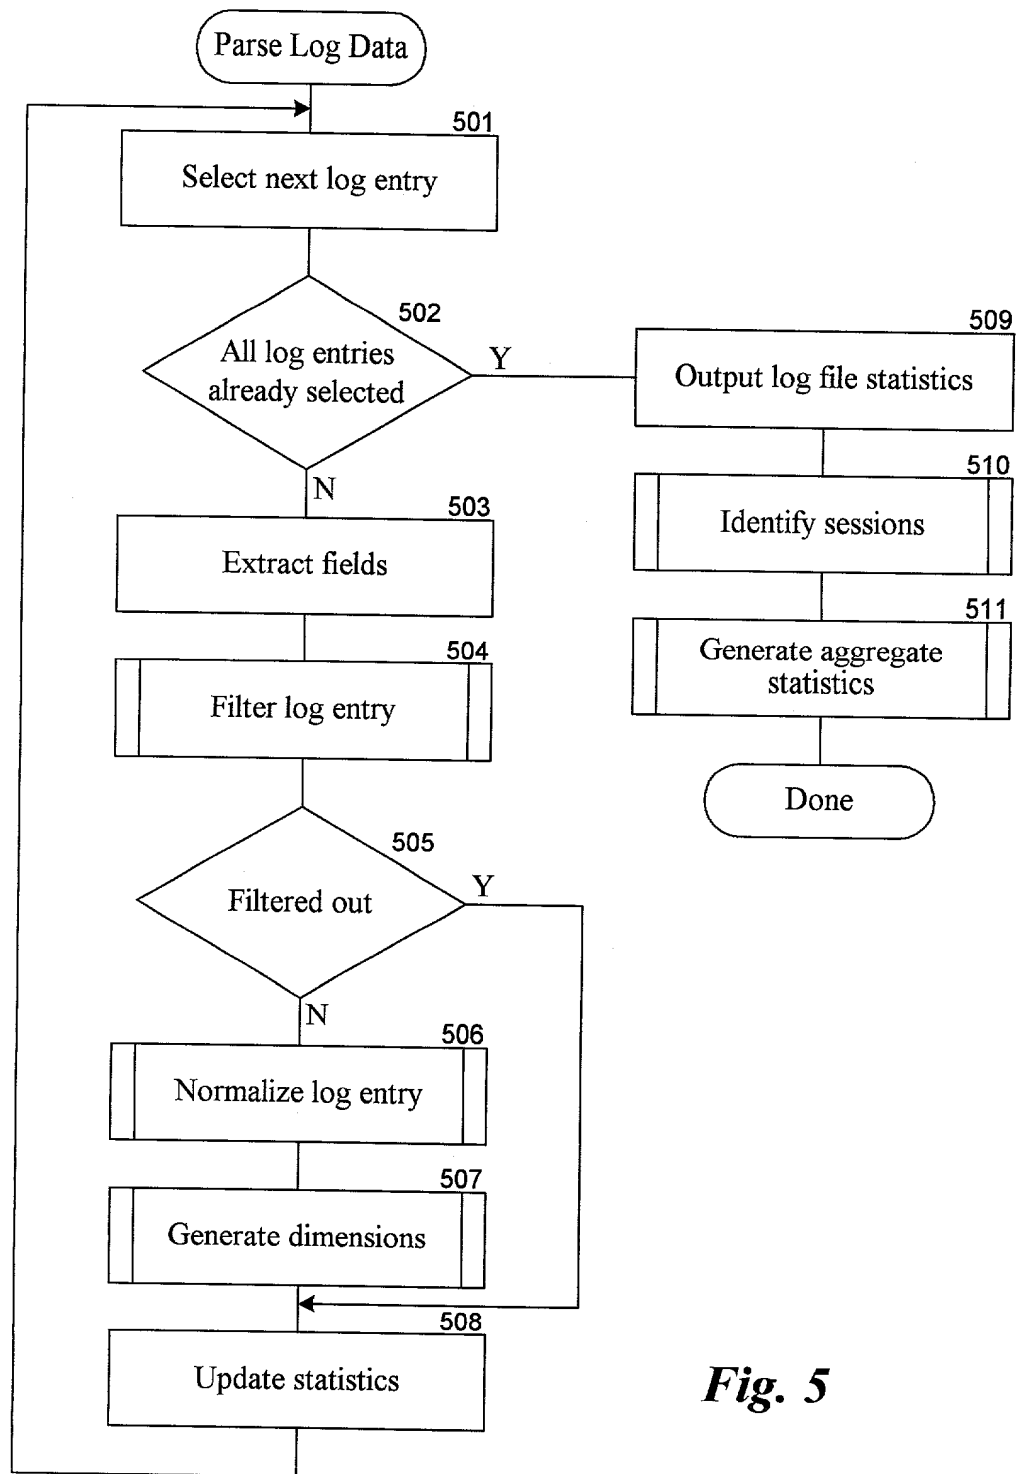 Parse Log Data
501
Select next log entry
502
All log entries
already selected
Y
N
503
Extract fields
504
Filter log entry
505
Filtered out
Y
N
506
Normalize log entry
507
Generate dimensions
508
Update statistics
509
Output log file statistics
510
Identify sessions
511
Generate aggregate
statistics
Done
Fig. 5